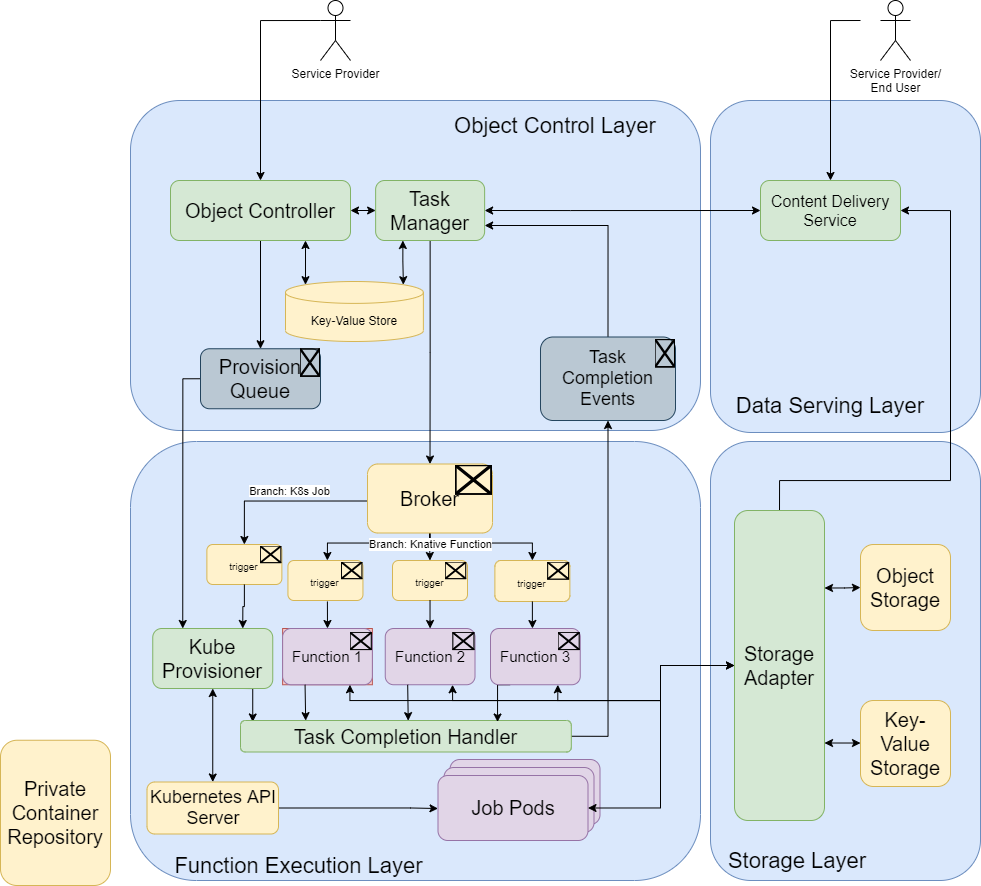 Service Provider
Service Provider/
End User
Object Control Layer
Object Controller
Task
Manager
Content Delivery
Service
Key-Value Store
Provision
Queue
Task
Completion
Events
Data Serving Layer
Branch: K8s Job
Broker
Branch: Knative Function
trigger
trigger
trigger
trigger
Object
Storage
Kube
Provisioner
Function 1
Function 2
Function 3
Storage
Adapter
Task Completion Handler
Key-
Value
Storage
Private
Container
Repository
Kubernetes API
Server
Job Pods
Function Execution Layer
Storage Layer